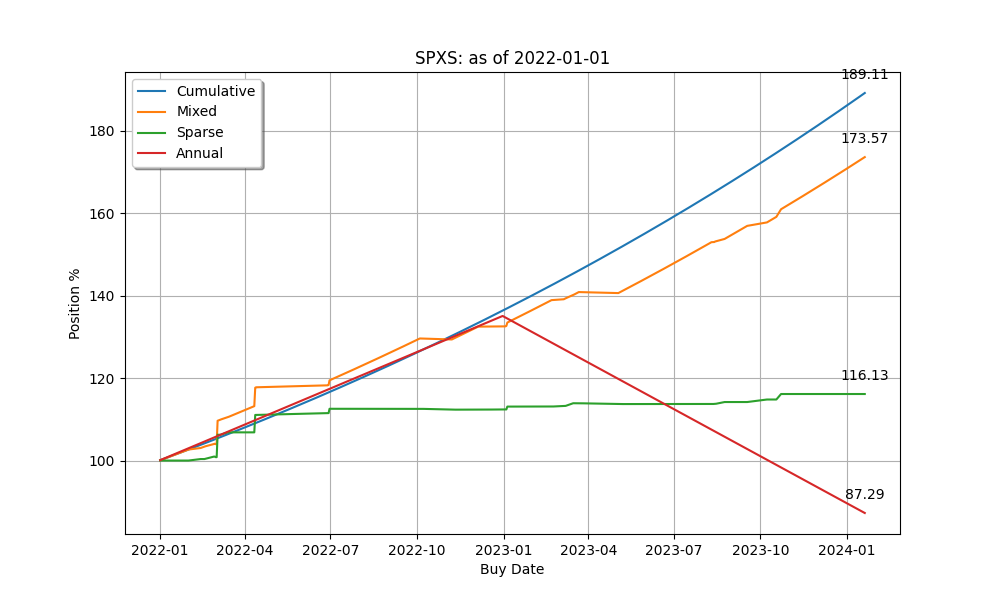 SPXS: as of 2022-01-01
189.11
Cumulative
Mixed
Sparse
Annual
173.57
116.13
87.29
180
160
140
120
100
Position %
2022-01 2022-04 2022-07 2022-10 2023-01 2023-04 2023-07 2023-10 2024-01
Buy Date